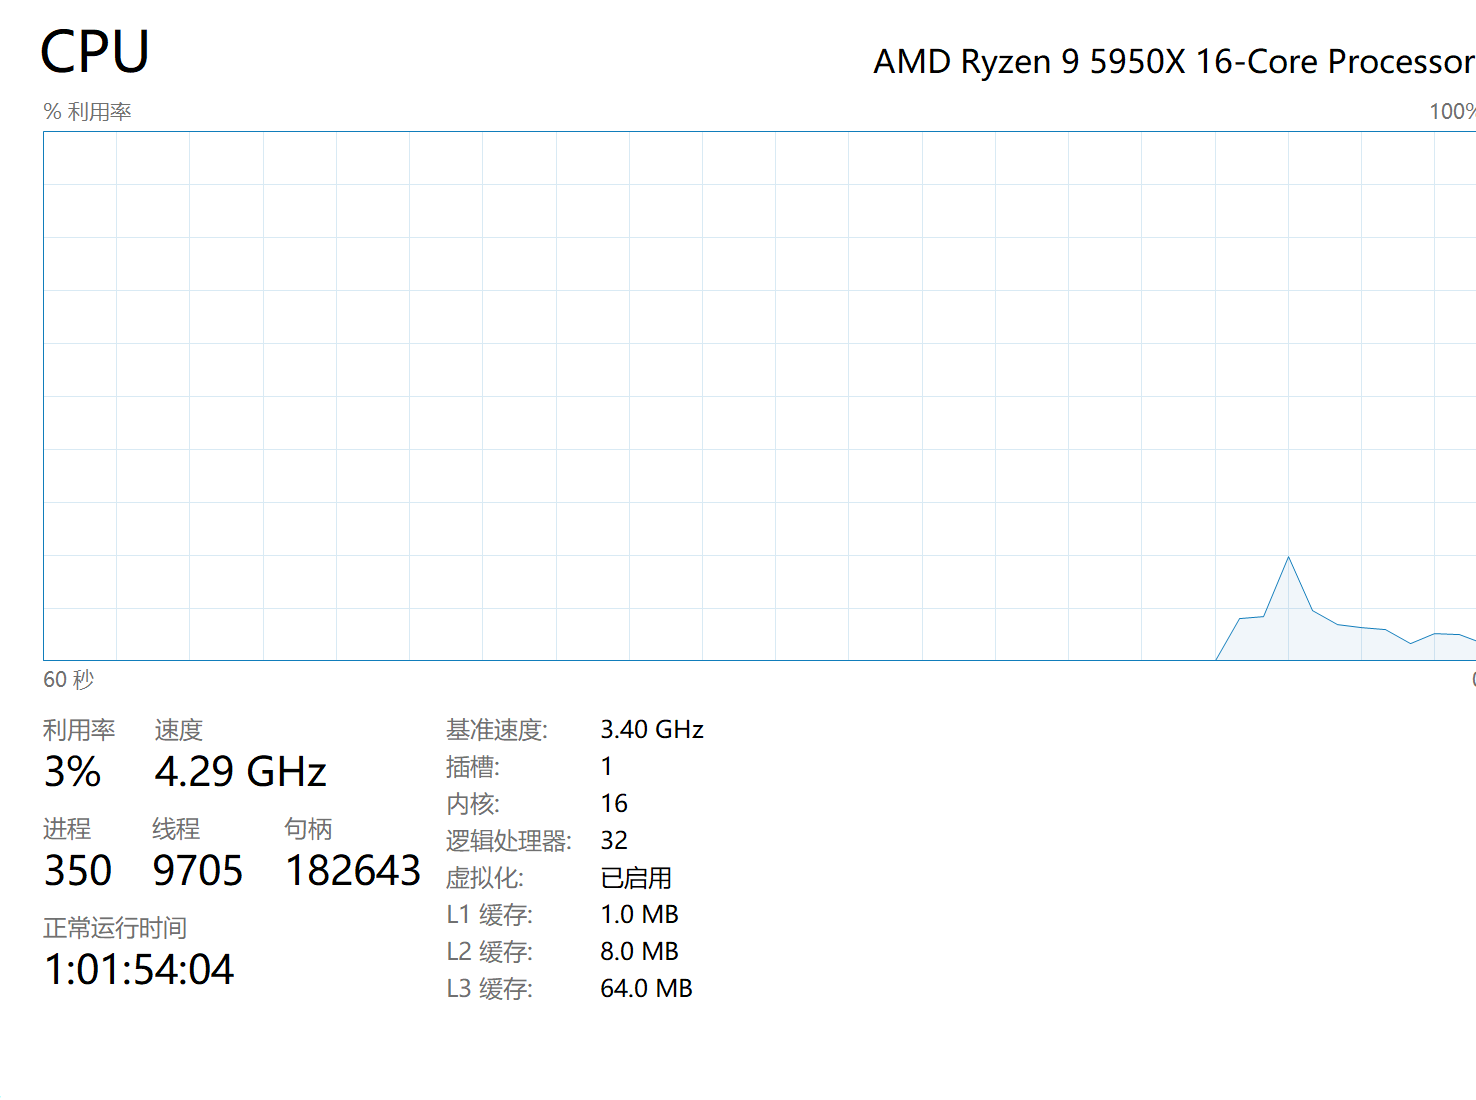 CPU
AMD Ryzen 9 5950X 16-Core Processor
% 利用率
100%
60 秒
利用率 速度
3% 4.29 GHz
进程 线程 句柄
350 9705 182643
正常运行时间
1:01:54:04
基准速度: 3.40 GHz
插槽: 1
内核: 16
逻辑处理器: 32
虚拟化: 已启用
L1 缓存: 1.0 MB
L2 缓存: 8.0 MB
L3 缓存: 64.0 MB